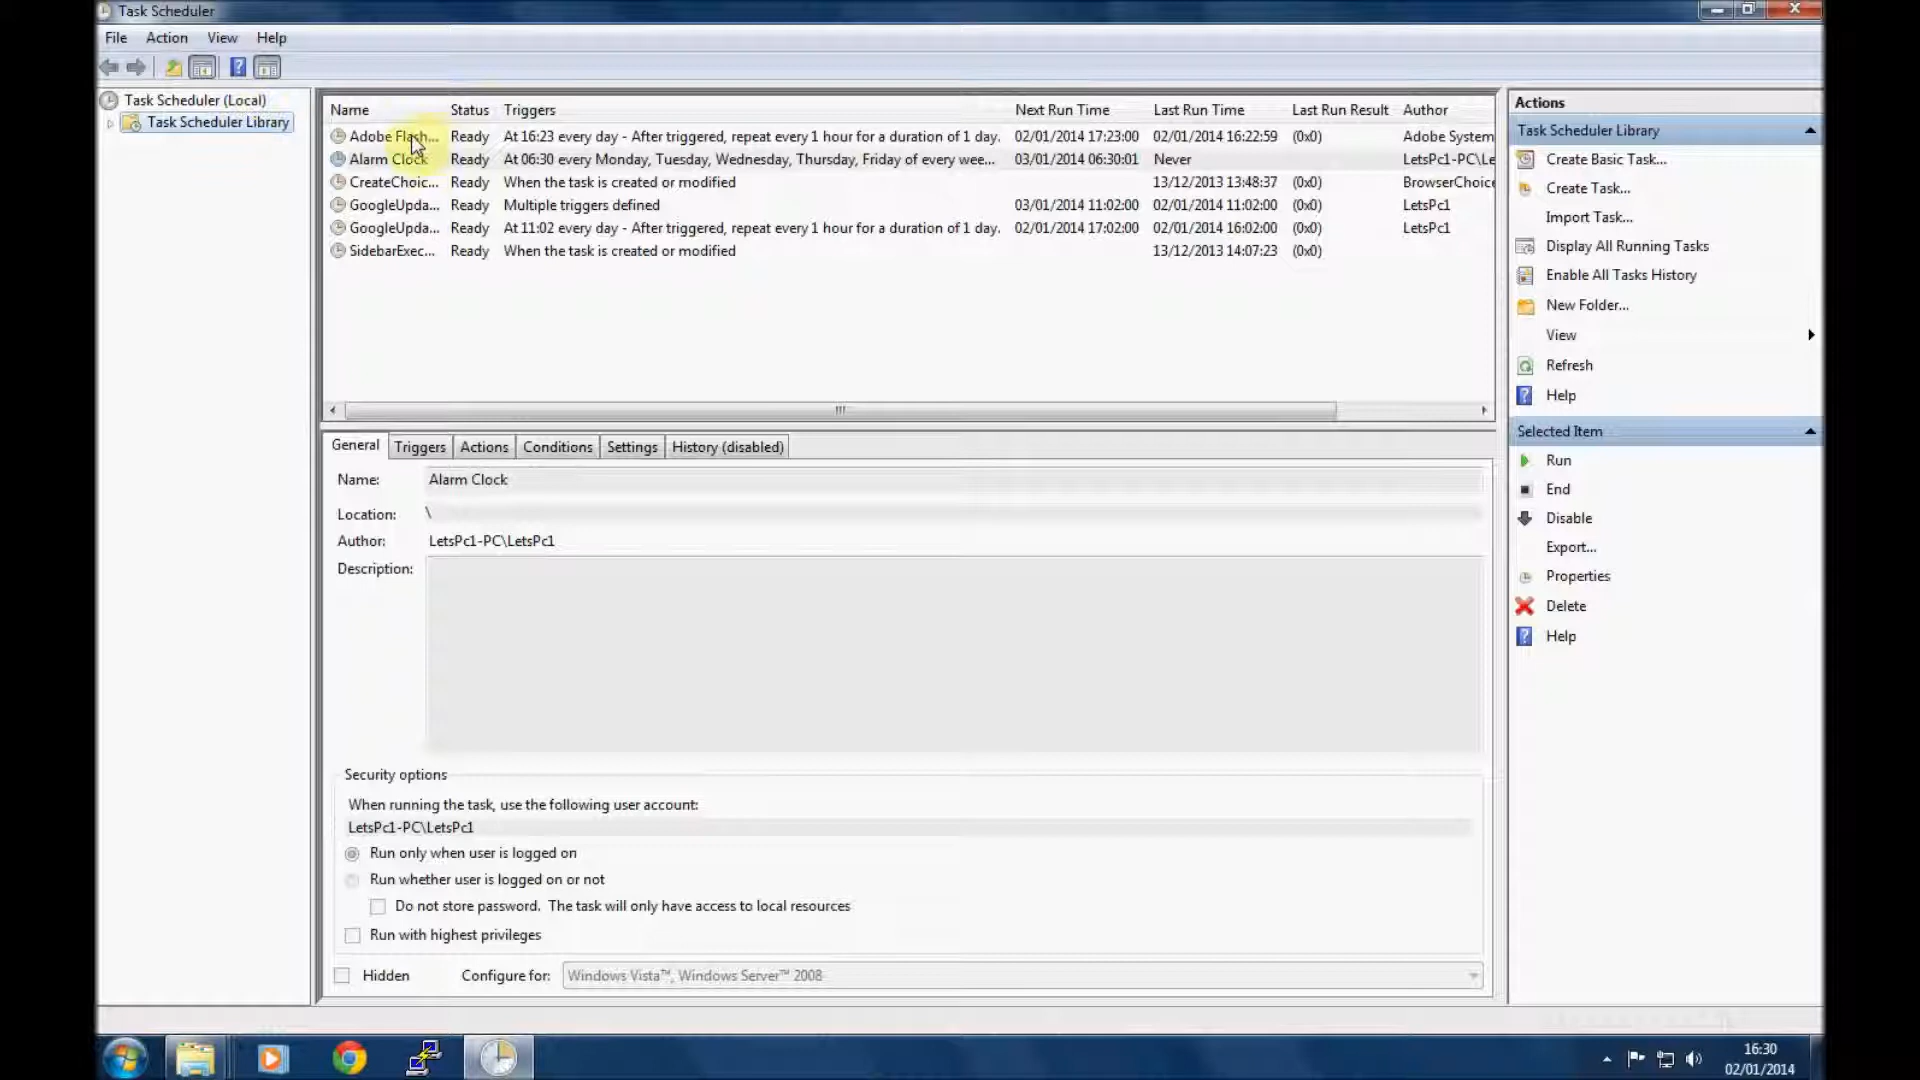 Task Scheduler
File Action View Help
Task Scheduler (Local)
Task Scheduler Library
Name Status Triggers Next Run Time Last Run Time Last Run Result Author
Adobe Flash... Ready At 16:23 every day - After triggered, repeat every 1 hour for a duration of 1 day. 02/01/2014 17:23:00 02/01/2014 16:22:59 (0x0) Adobe System
Alarm Clock Ready At 06:30 every Monday, Tuesday, Wednesday, Thursday, Friday of every wee... 03/01/2014 06:30:01 Never LetsPc1-PC\Le
CreateChoic... Ready When the task is created or modified 13/12/2013 13:48:37 (0x0) BrowserChoice
GoogleUpda... Ready Multiple triggers defined 03/01/2014 11:02:00 02/01/2014 11:02:00 (0x0) LetsPc1
GoogleUpda... Ready At 11:02 every day - After triggered, repeat every 1 hour for a duration of 1 day. 02/01/2014 17:02:00 02/01/2014 16:02:00 (0x0) LetsPc1
SidebarExec... Ready When the task is created or modified 13/12/2013 14:07:23 (0x0)
General Triggers Actions Conditions Settings History (disabled)
Name: Alarm Clock
Location: \
Author: LetsPc1-PC\LetsPc1
Description:
Security options
When running the task, use the following user account:
LetsPc1-PC\LetsPc1
Run only when user is logged on
Run whether user is logged on or not
Do not store password. The task will only have access to local resources
Run with highest privileges
Hidden Configure for: Windows Vista™, Windows Server™ 2008
Actions
Task Scheduler Library
Create Basic Task...
Create Task...
Import Task...
Display All Running Tasks
Enable All Tasks History
New Folder...
View
Refresh
Help
Selected Item
Run
End
Disable
Export...
Properties
Delete
Help
16:30
02/01/2014